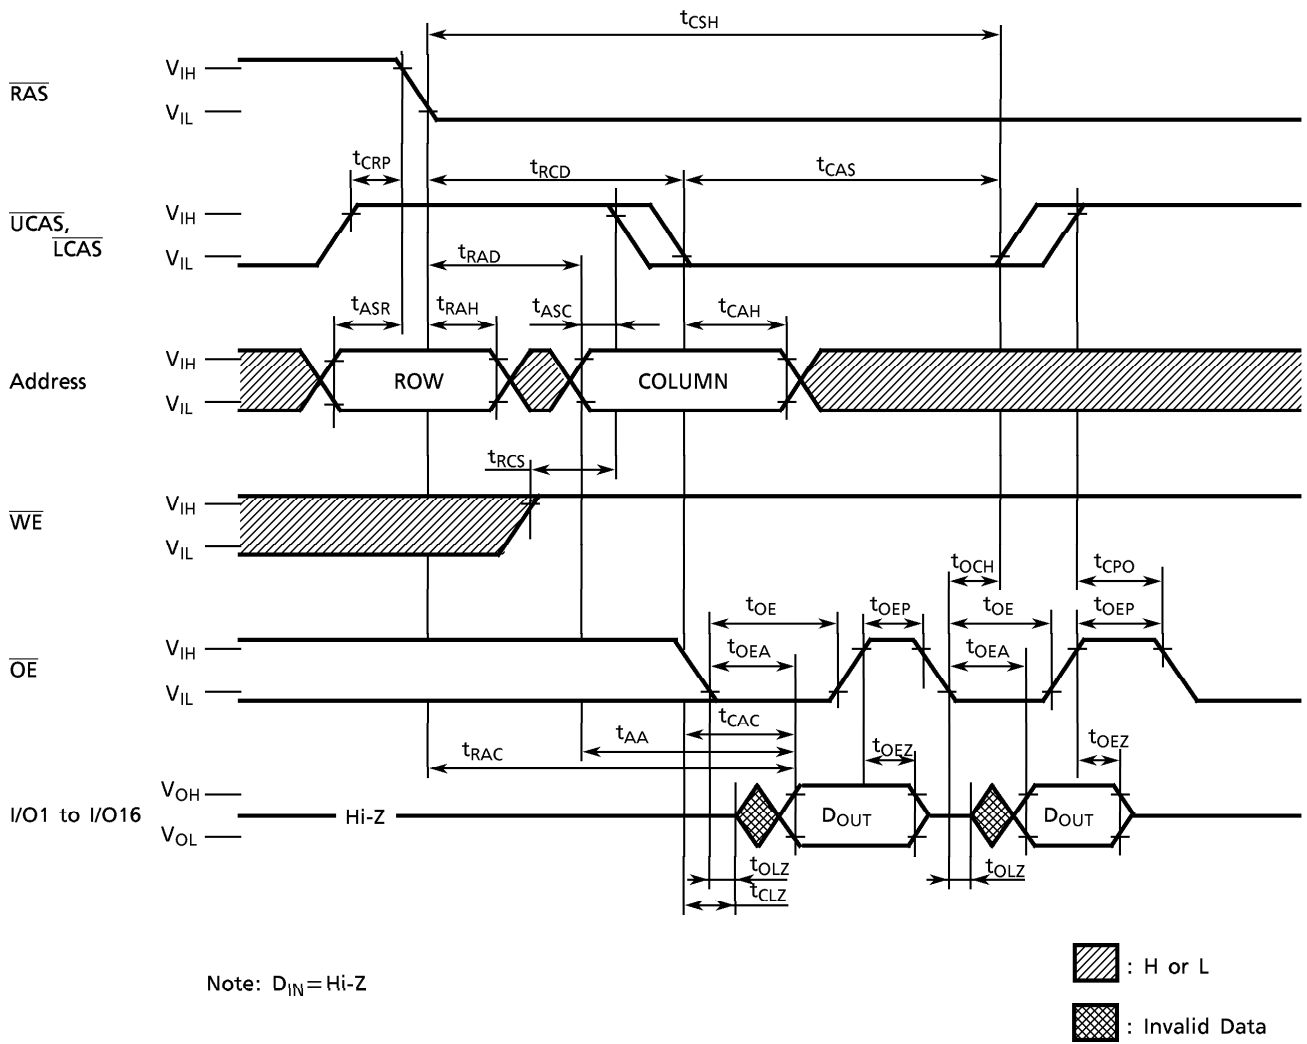 tCSH
RAS VIH
VIL
tCRP tRCD tCAS
UCAS, VIH
LCAS VIL
tRAD
tASR tRAH tASC tCAH
Address VIH
VIL
ROW COLUMN
tRCS
WE VIH
VIL
tOCH tCPO
tOE tOEP tOE tOEP
OE VIH
VIL
tOEA tOEA
tCAC
tAA
tRAC
tOEZ tOEZ
I/O1 to I/O16 VOH
VOL
Hi-Z DOUT DOUT
tOLZ tOLZ
tCLZ
Note: DIN=Hi-Z
: H or L
: Invalid Data